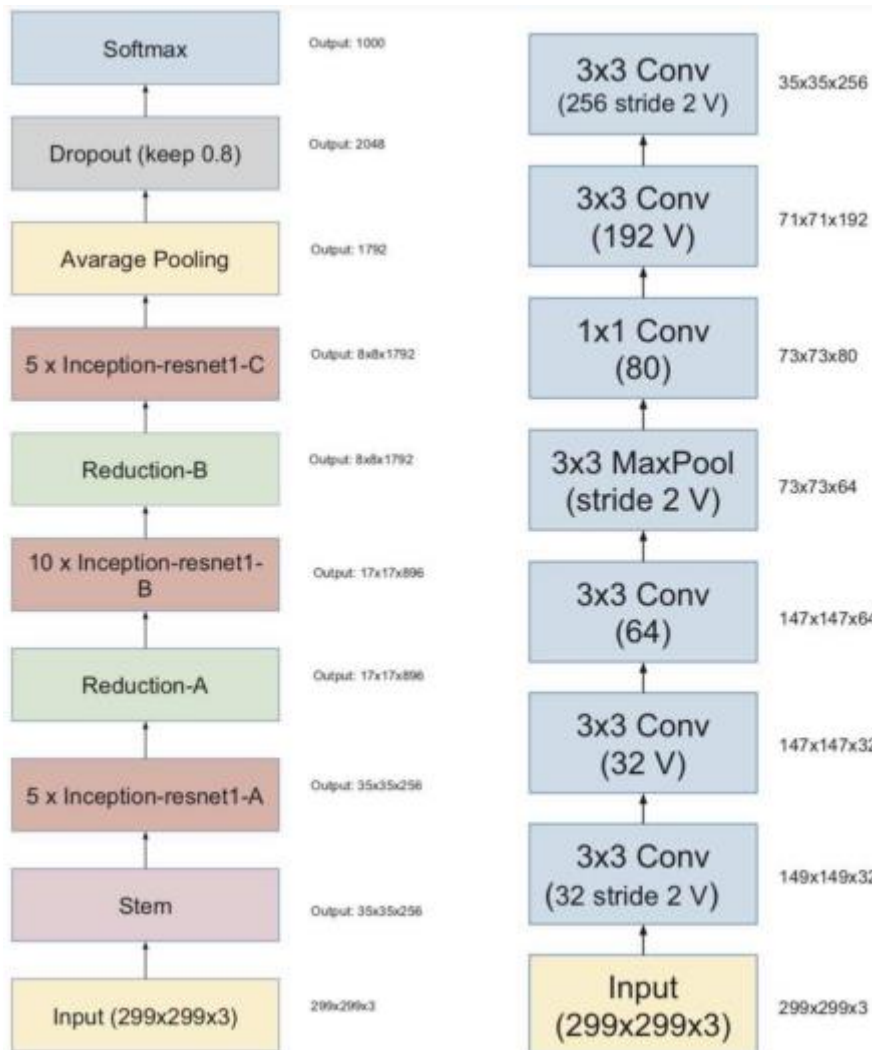 Softmax
Output: 1000
Dropout (keep 0.8)
Output: 2048
Avarage Pooling
Output: 1792
5 x Inception-resnet1-C
Output: 8x8x1792
Reduction-B
Output: 8x8x1792
10 x Inception-resnet1-
B
Output: 17x17x896
Reduction-A
Output: 17x17x896
5 x Inception-resnet1-A
Output: 35x35x256
Stem
Output: 35x35x256
Input (299x299x3)
299x299x3
3x3 Conv
(256 stride 2 V)
35x35x256
3x3 Conv
(192 V)
71x71x192
1x1 Conv
(80)
73x73x80
3x3 MaxPool
(stride 2 V)
73x73x64
3x3 Conv
(64)
147x147x64
3x3 Conv
(32 V)
147x147x32
3x3 Conv
(32 stride 2 V)
149x149x32
Input
(299x299x3)
299x299x3